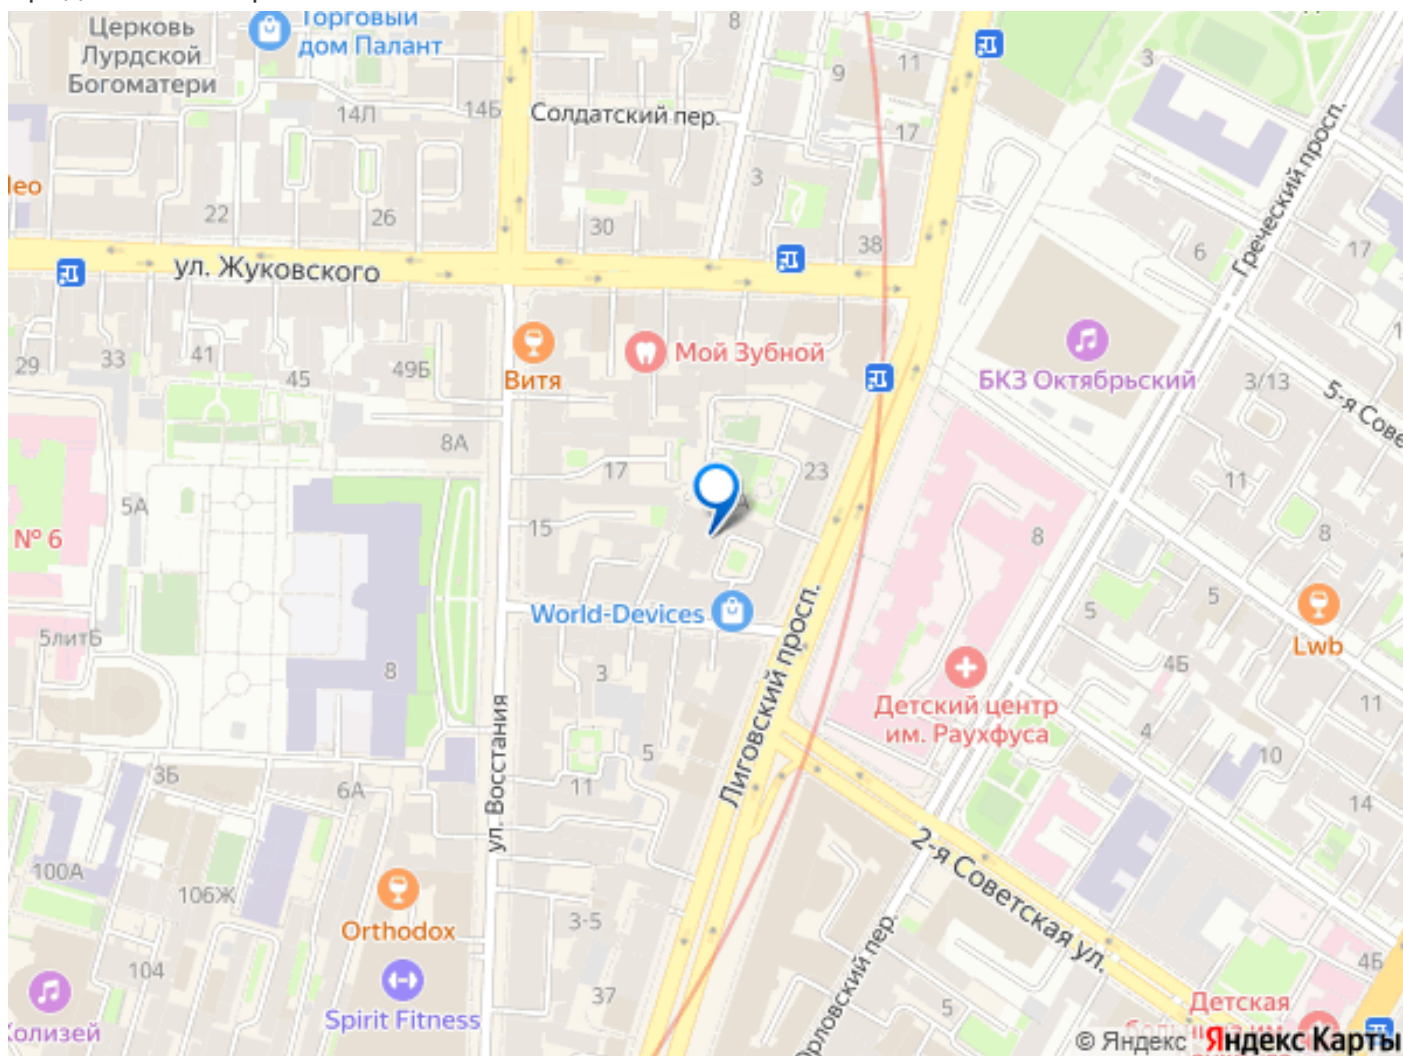 Церковь
Лурдской
Богоматери
Торговый
дом Палант
8
9
11
3
14Л
14Б
Солдатский пер.
17
3
Греческий просп.
22
26
30
38
6
17
ул. Жуковского
29
33
41
45
49Б
Витя
Мой Зубной
БКЗ Октябрьский
3/13
8А
17
23
11
5А
№ 6
15
8
8
World-Devices
5
5
Lwb
5литБ
8
3
Лиговский просп.
4Б
Детский центр
им. Раухфуса
11
4
10
ул. Восстания
5
3Б
6А
11
14
100А
106Ж
2-я Советская ул.
Orthodox
3-5
Орловский пер.
104
37
4Б
5
Spirit Fitness
Детская
© Яндекс Яндекс Карты